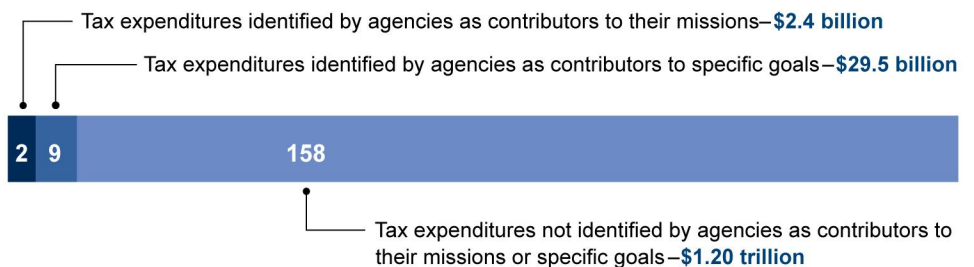 Tax expenditures identified by agencies as contributors to their missions–$2.4 billion
Tax expenditures identified by agencies as contributors to specific goals–$29.5 billion
2 9 158
Tax expenditures not identified by agencies as contributors to
their missions or specific goals–$1.20 trillion